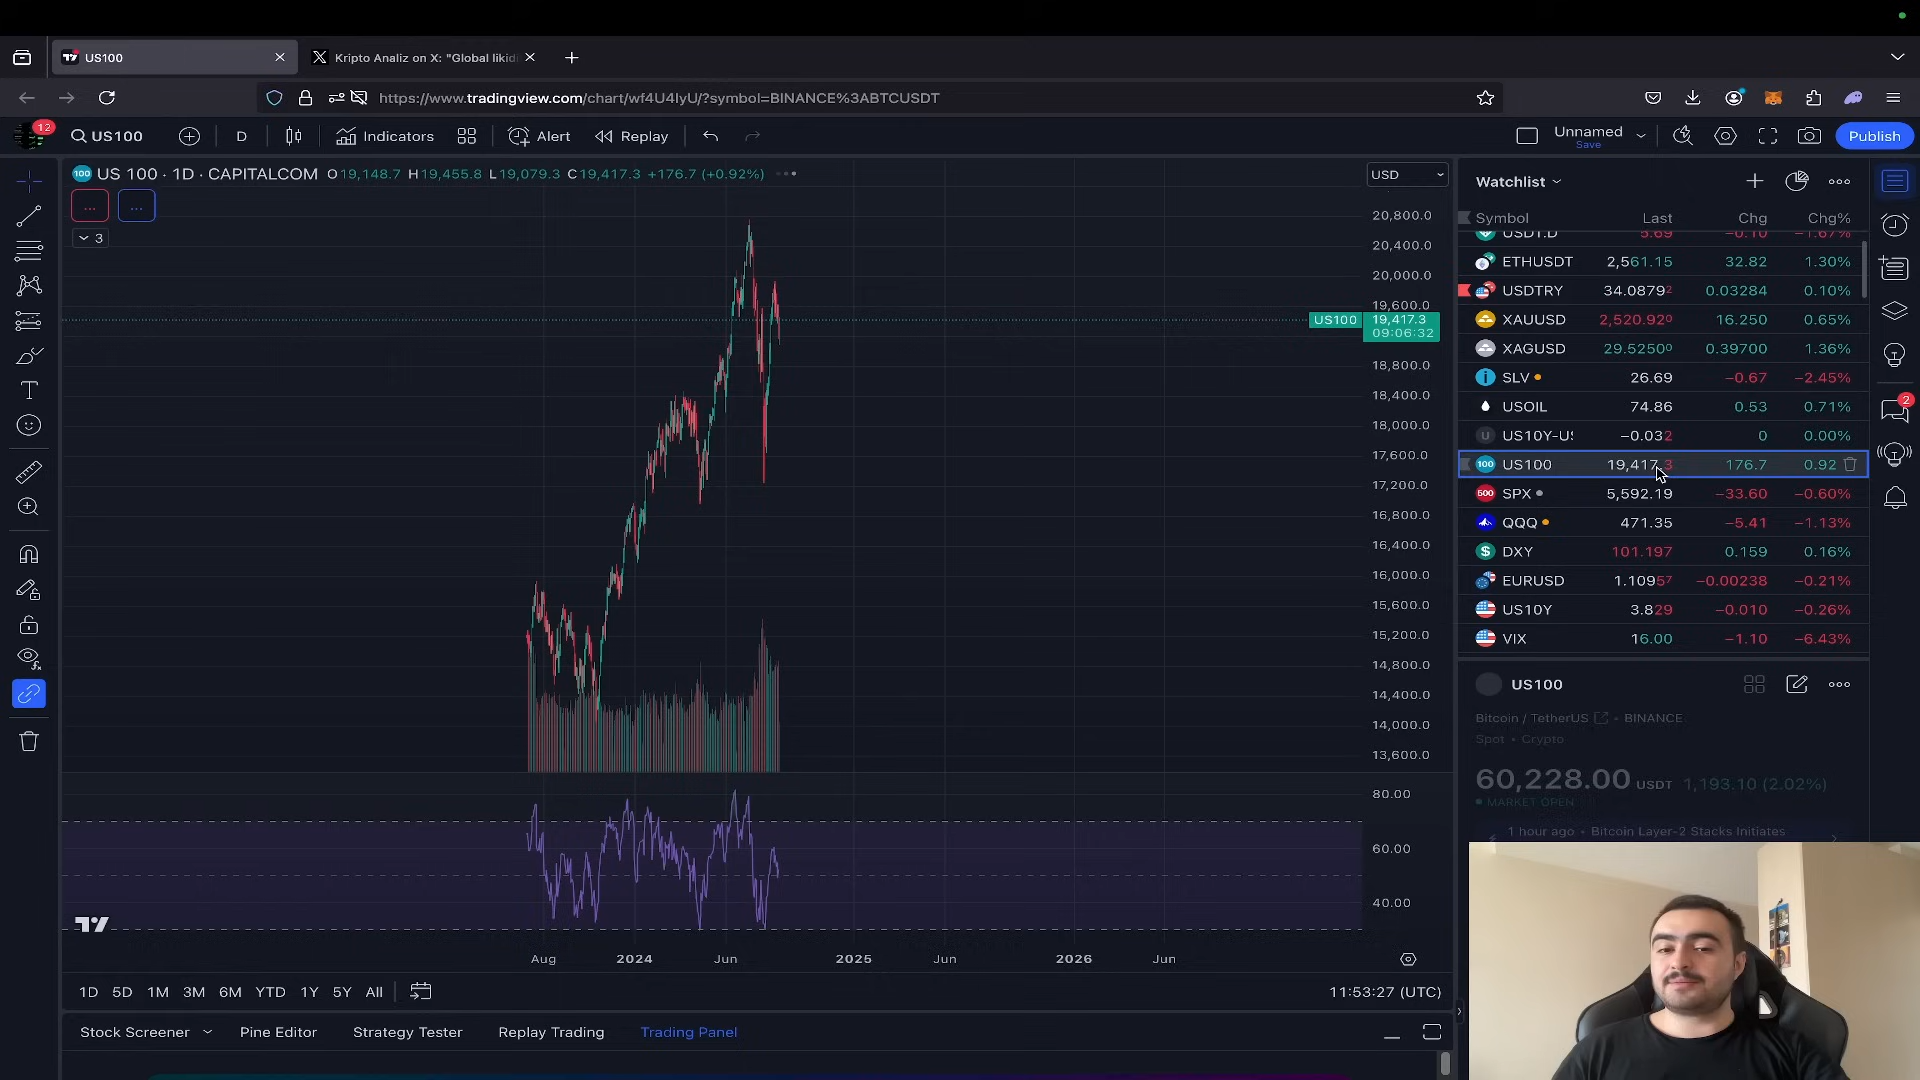 US100
Kripto Analiz on X: "Global likidi
https://www.tradingview.com/chart/wf4U4lyU/?symbol=BINANCE%3ABTCUSDT
12
US100
D
Indicators
Alert
Replay
Unnamed
Save
Publish
100 US 100 · 1D · CAPITALCOM O19,148.7 H19,455.8 L19,079.3 C19,417.3 +176.7 (+0.92%)
USD
3
20,800.0
20,400.0
20,000.0
19,600.0
US100 19,417.3
09:06:32
18,800.0
18,400.0
18,000.0
17,600.0
17,200.0
16,800.0
16,400.0
16,000.0
15,600.0
15,200.0
14,800.0
14,400.0
14,000.0
13,600.0
80.00
60.00
40.00
Aug 2024 Jun 2025 Jun 2026 Jun
1D 5D 1M 3M 6M YTD 1Y 5Y All
11:53:27 (UTC)
Stock Screener Pine Editor Strategy Tester Replay Trading Trading Panel
Watchlist
Symbol Last Chg Chg%
USDT.D 5.69 −0.10 −1.67%
ETHUSDT 2,561.15 32.82 1.30%
USDTRY 34.0879² 0.03284 0.10%
XAUUSD 2,520.92⁰ 16.250 0.65%
XAGUSD 29.5250⁰ 0.39700 1.36%
SLV 26.69 −0.67 −2.45%
USOIL 74.86 0.53 0.71%
U US10Y-US −0.032 0 0.00%
100 US100 19,417.3 176.7 0.92
500 SPX 5,592.19 −33.60 −0.60%
QQQ 471.35 −5.41 −1.13%
DXY 101.197 0.159 0.16%
EURUSD 1.1095⁷ −0.00238 −0.21%
US10Y 3.829 −0.010 −0.26%
VIX 16.00 −1.10 −6.43%
2
US100
Bitcoin / TetherUS • BINANCE
Spot • Crypto
60,228.00 USDT 1,193.10 (2.02%)
MARKET OPEN
1 hour ago • Bitcoin Layer-2 Stacks Initiates